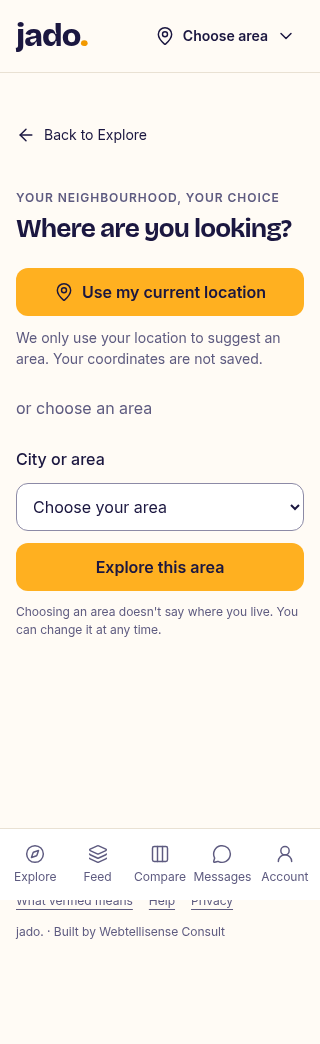 jado.
Choose area
Back to Explore
YOUR NEIGHBOURHOOD, YOUR CHOICE
Where are you looking?
Use my current location
We only use your location to suggest an
area. Your coordinates are not saved.
or choose an area
City or area
Choose your area
Explore this area
Choosing an area doesn't say where you live. You
can change it at any time.
Explore Feed Compare Messages Account
What verified means Help Privacy
jado. · Built by Webtellisense Consult